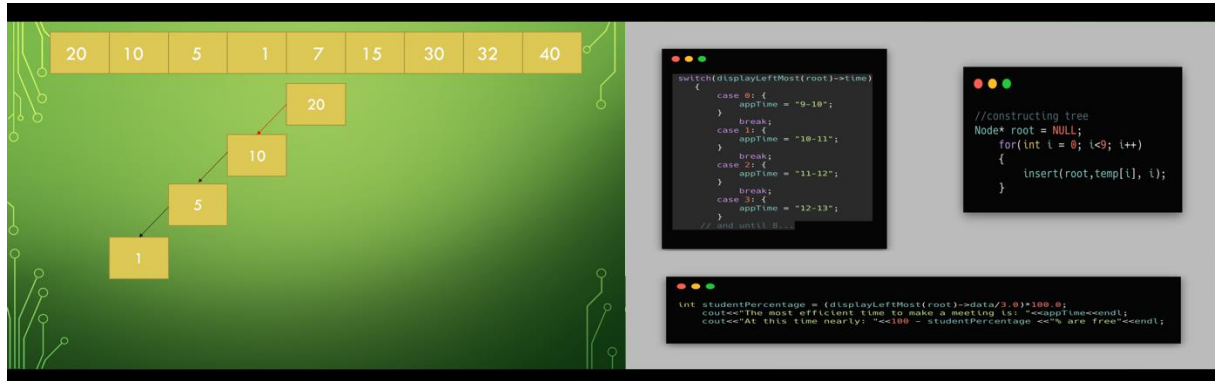 20 10 5 1 7 15 30 32 40
20
10
5
1
switch(displayLeftMost(root)->time)
{
case 0: {
appTime = "9-10";
}
break;
case 1: {
appTime = "10-11";
}
break;
case 2: {
appTime = "11-12";
}
break;
case 3: {
appTime = "12-13";
}
// and until 8...
//constructing tree
Node* root = NULL;
for(int i = 0; i<9; i++)
{
insert(root,temp[i], i);
}
int studentPercentage = (displayLeftMost(root)->data/3.0)*100.0;
cout<<"The most efficient time to make a meeting is: "<<appTime<<endl;
cout<<"At this time nearly: "<<100 - studentPercentage <<"% are free"<<endl;